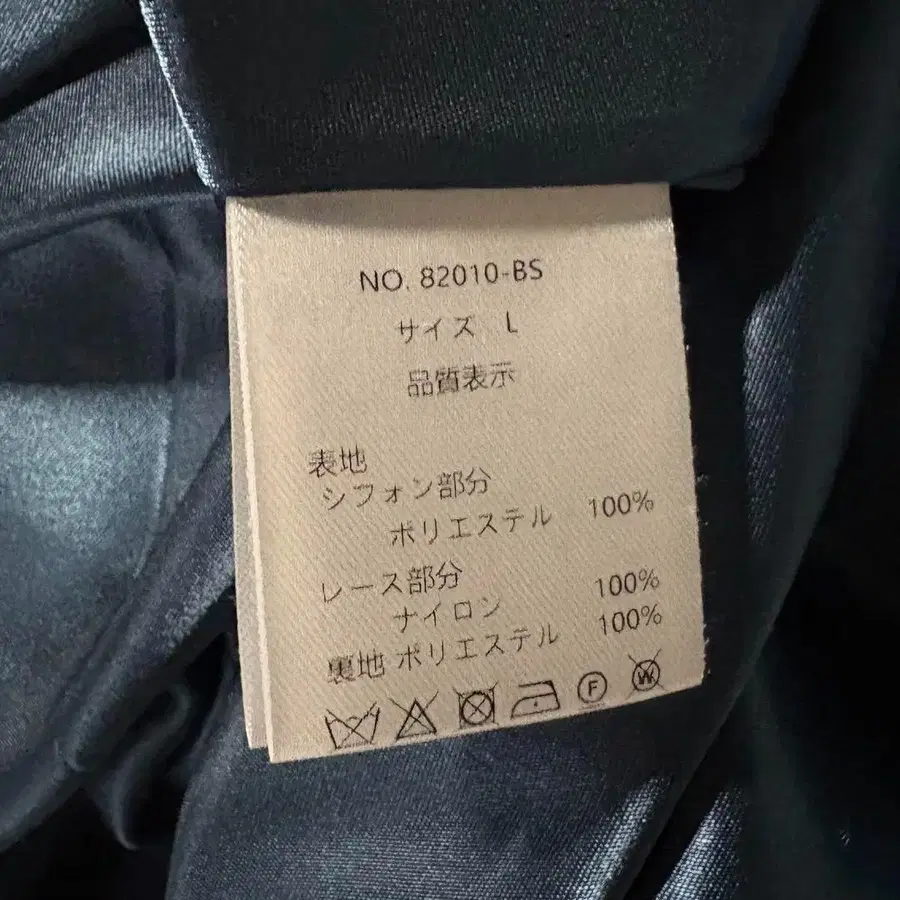 NO. 82010-BS
サイズ L
品質表示
表地
シフォン部分
ポリエステル 100%
レース部分
ナイロン 100%
裏地 ポリエステル 100%
F W